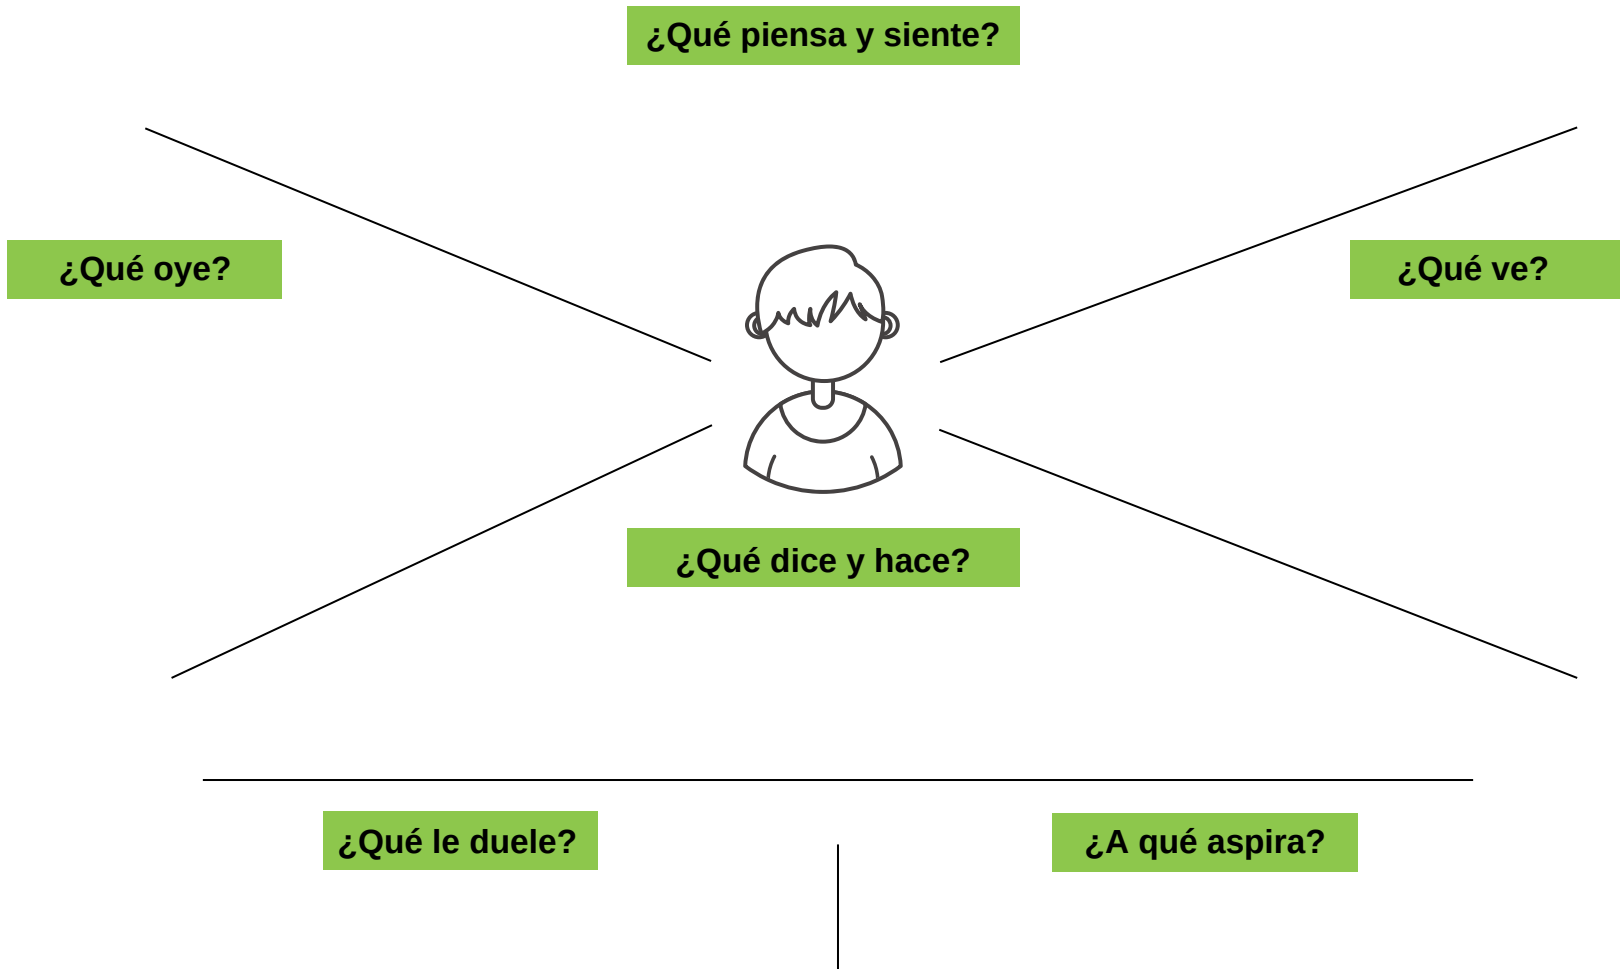 ¿Qué piensa y siente?
¿Qué oye?
¿Qué ve?
¿Qué dice y hace?
¿Qué le duele?
¿A qué aspira?